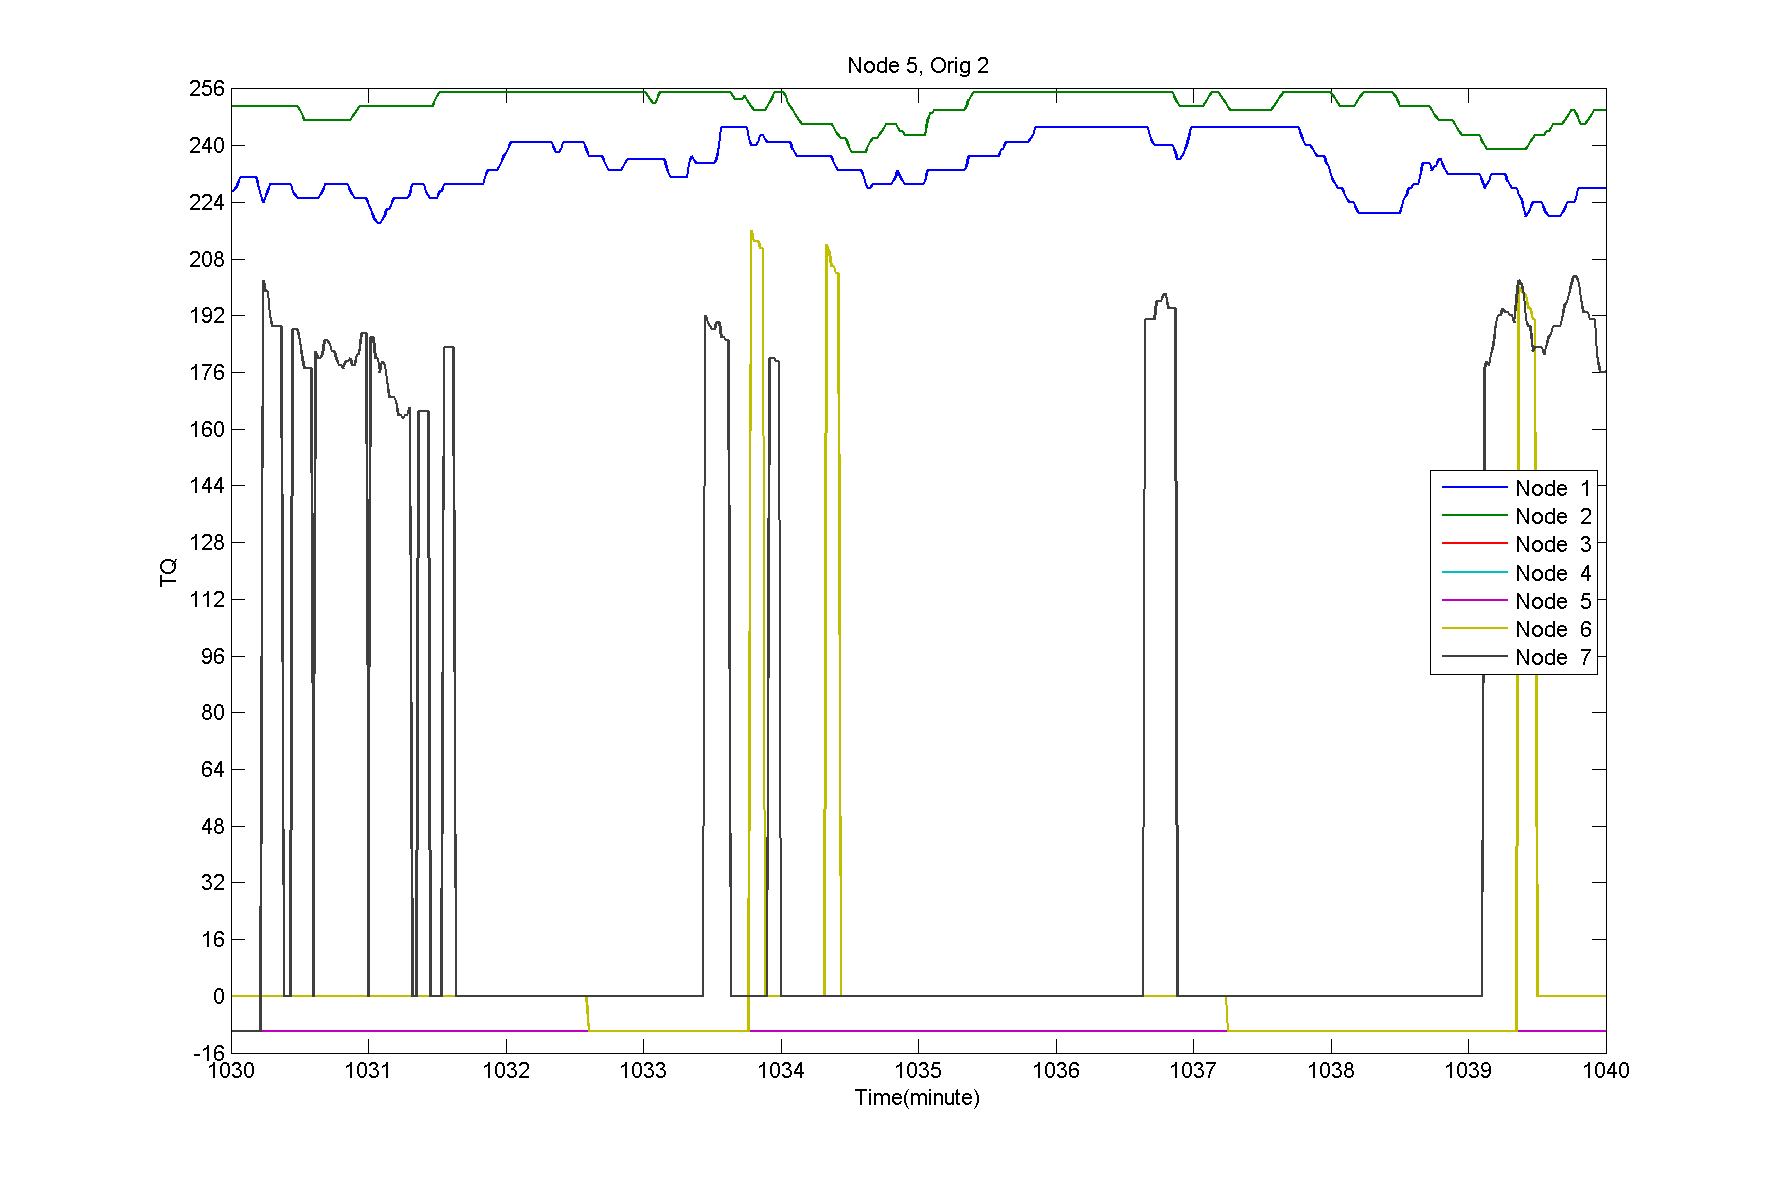 Node 5, Orig 2
256
240
224
208
192
176
160
144
128
112
96
80
64
48
32
16
0
-16
TQ
Node 1
Node 2
Node 3
Node 4
Node 5
Node 6
Node 7
1030 1031 1032 1033 1034 1035 1036 1037 1038 1039 1040
Time(minute)